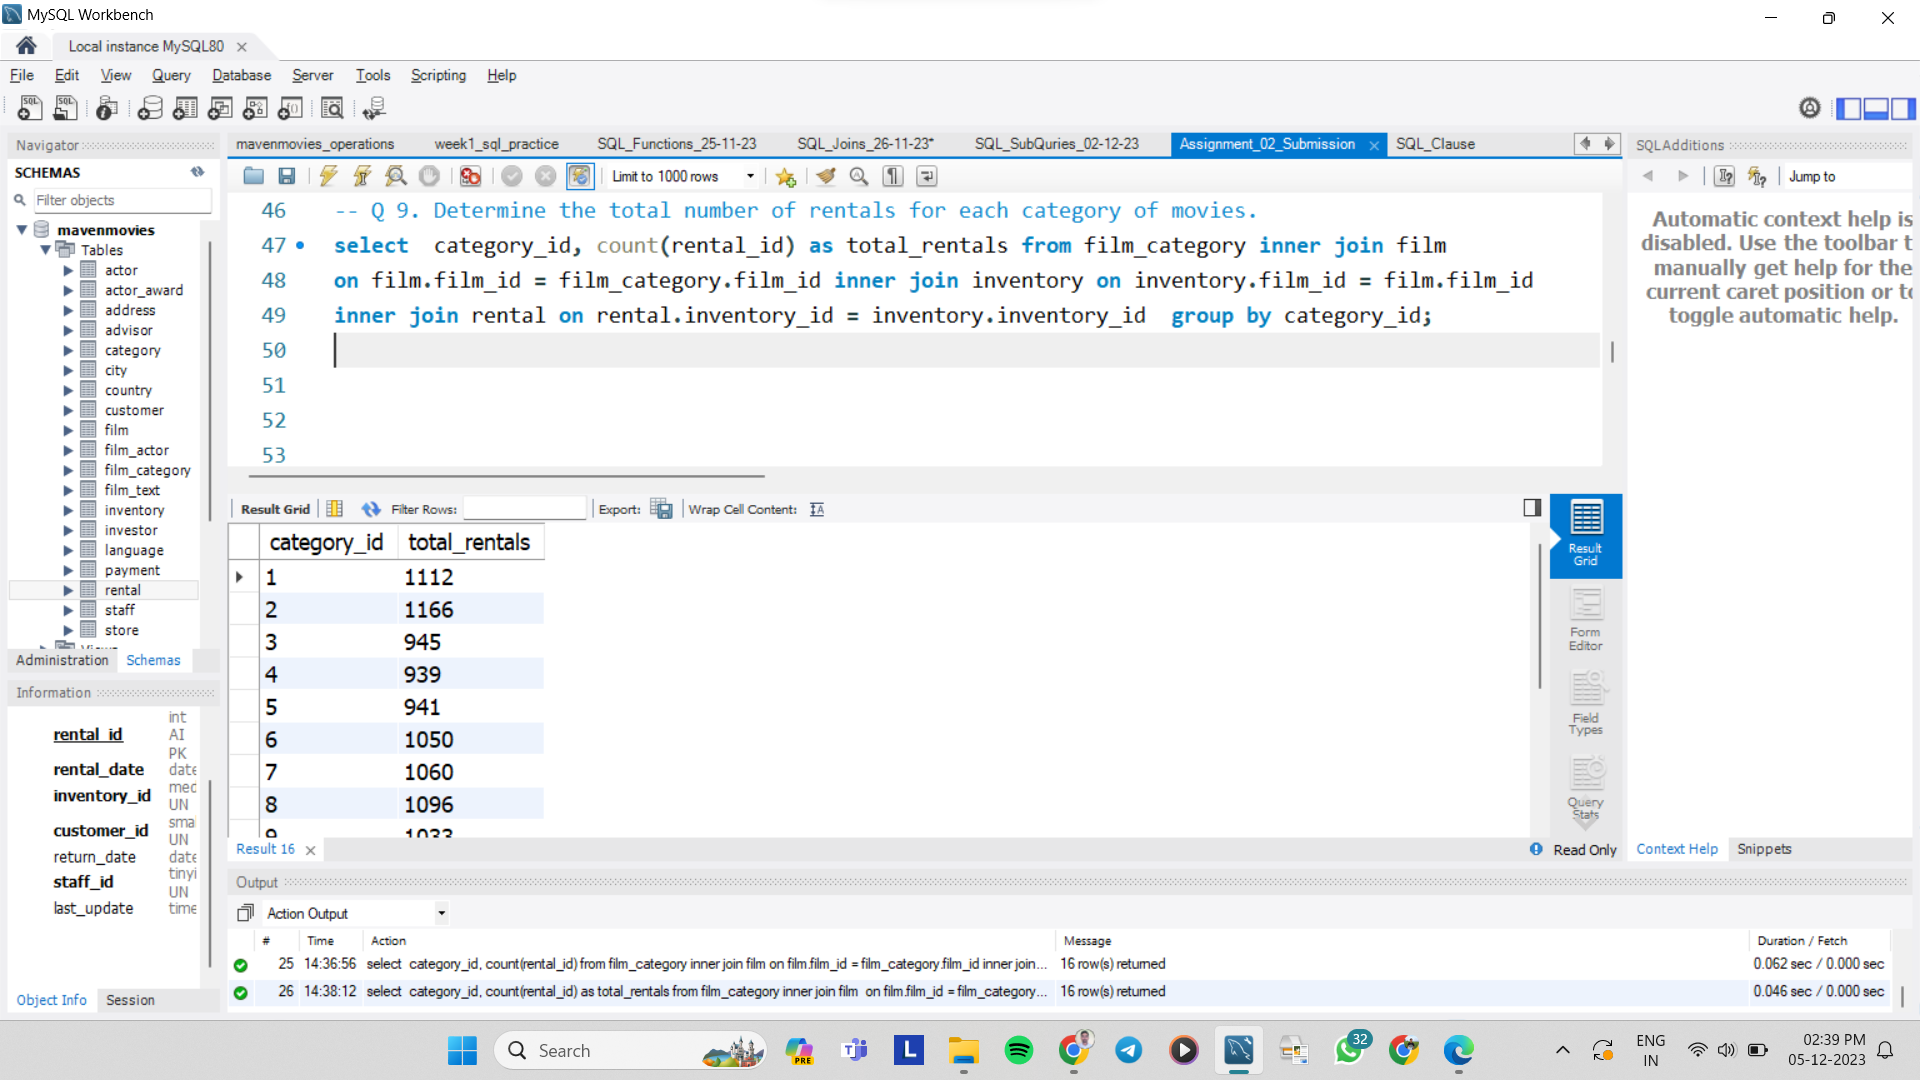 MySQL Workbench
Local instance MySQL80
File Edit View Query Database Server Tools Scripting Help
Navigator
SCHEMAS
Filter objects
mavenmovies
Tables
actor
actor_award
address
advisor
category
city
country
customer
film
film_actor
film_category
film_text
inventory
investor
language
payment
rental
staff
store
Administration Schemas
Information
rental_id int AI PK
rental_date date
inventory_id med UN
customer_id sma UN
return_date date
staff_id tinyi UN
last_update time
Object Info Session
mavenmovies_operations week1_sql_practice SQL_Functions_25-11-23 SQL_Joins_26-11-23* SQL_SubQuries_02-12-23 Assignment_02_Submission SQL_Clause
Limit to 1000 rows
46 -- Q 9. Determine the total number of rentals for each category of movies.
47 select  category_id, count(rental_id) as total_rentals from film_category inner join film
48 on film.film_id = film_category.film_id inner join inventory on inventory.film_id = film.film_id
49 inner join rental on rental.inventory_id = inventory.inventory_id  group by category_id;
50
51
52
53
Result Grid Filter Rows: Export: Wrap Cell Content:
category_id total_rentals
1 1112
2 1166
3 945
4 939
5 941
6 1050
7 1060
8 1096
9 1033
Result Grid
Form Editor
Field Types
Query Stats
Result 16
Read Only
SQLAdditions
Jump to
Automatic context help is
disabled. Use the toolbar t
manually get help for the
current caret position or to
toggle automatic help.
Context Help Snippets
Output
Action Output
# Time Action Message Duration / Fetch
25 14:36:56 select  category_id, count(rental_id) from film_category inner join film on film.film_id = film_category.film_id inner join... 16 row(s) returned 0.062 sec / 0.000 sec
26 14:38:12 select  category_id, count(rental_id) as total_rentals from film_category inner join film  on film.film_id = film_category... 16 row(s) returned 0.046 sec / 0.000 sec
Search
PRE
L
32
ENG
IN
02:39 PM
05-12-2023